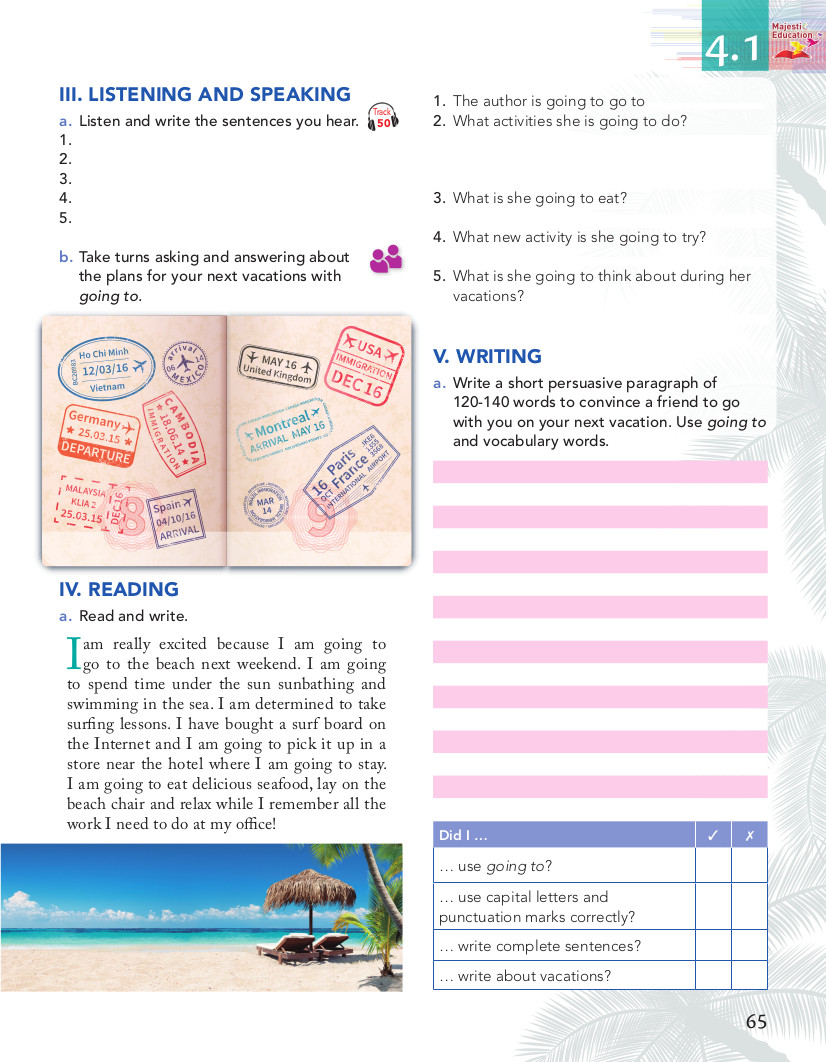 4.1
Majesti
Education
III. LISTENING AND SPEAKING
a. Listen and write the sentences you hear.
Track
50
1.
2.
3.
4.
5.
b. Take turns asking and answering about
the plans for your next vacations with
going to.
Ho Chi Minh
12/03/16
Vietnam
BC20983
arrival
06 14
MEXICO
Germany
25.03.15
DEPARTURE
CAMBODIA
18.06.14
IMMIGRATION
MALAYSIA
KLIA 2
25.03.15
DEC16
8
Spain
04/10/16
ARRIVAL
MAY 16
United Kingdom
USA
IMMIGRATION
DEC 16
Montreal
ARRIVAL MAY 16
16 Paris
OCT France
INTERNATIONAL AIRPORT
MAR
14
9
IV. READING
a. Read and write.
I am really excited because I am going to
go to the beach next weekend. I am going
to spend time under the sun sunbathing and
swimming in the sea. I am determined to take
surfing lessons. I have bought a surf board on
the Internet and I am going to pick it up in a
store near the hotel where I am going to stay.
I am going to eat delicious seafood, lay on the
beach chair and relax while I remember all the
work I need to do at my office!
1. The author is going to go to
2. What activities she is going to do?
3. What is she going to eat?
4. What new activity is she going to try?
5. What is she going to think about during her
vacations?
V. WRITING
a. Write a short persuasive paragraph of
120-140 words to convince a friend to go
with you on your next vacation. Use going to
and vocabulary words.
Did I ... ✓ ✗
... use going to?
... use capital letters and
punctuation marks correctly?
... write complete sentences?
... write about vacations?
65